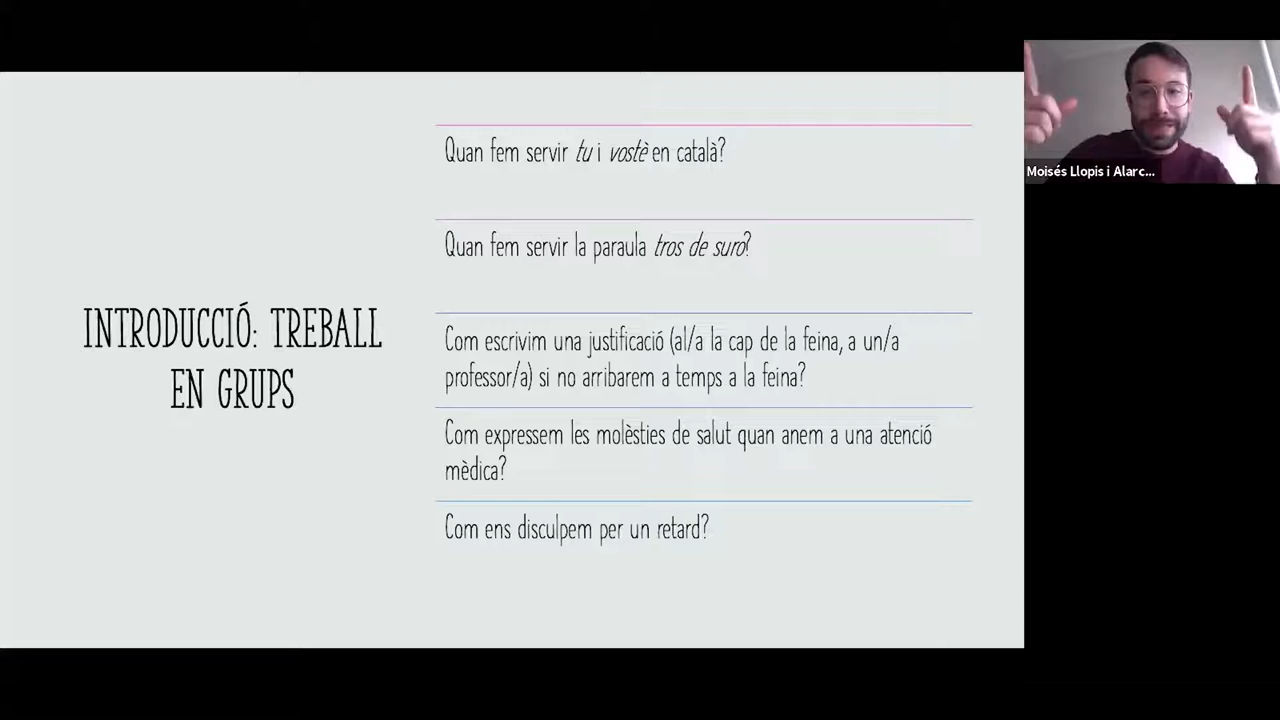 INTRODUCCIÓ: TREBALL
EN GRUPS
Quan fem servir tu i vostè en català?
Quan fem servir la paraula tros de suro?
Com escrivim una justificació (al/a la cap de la feina, a un/a
professor/a) si no arribarem a temps a la feina?
Com expressem les molèsties de salut quan anem a una atenció
mèdica?
Com ens disculpem per un retard?
Moisés Llopis i Alarc...